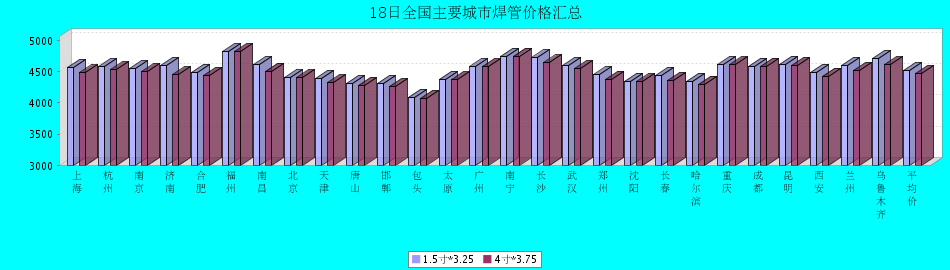 18日全国主要城市焊管价格汇总
5000
4500
4000
3500
3000
上海
杭州
南京
济南
合肥
福州
南昌
北京
天津
唐山
邯郸
包头
太原
广州
南宁
长沙
武汉
郑州
沈阳
长春
哈尔滨
重庆
成都
昆明
西安
兰州
乌鲁木齐
平均价
1.5寸*3.25
4寸*3.75